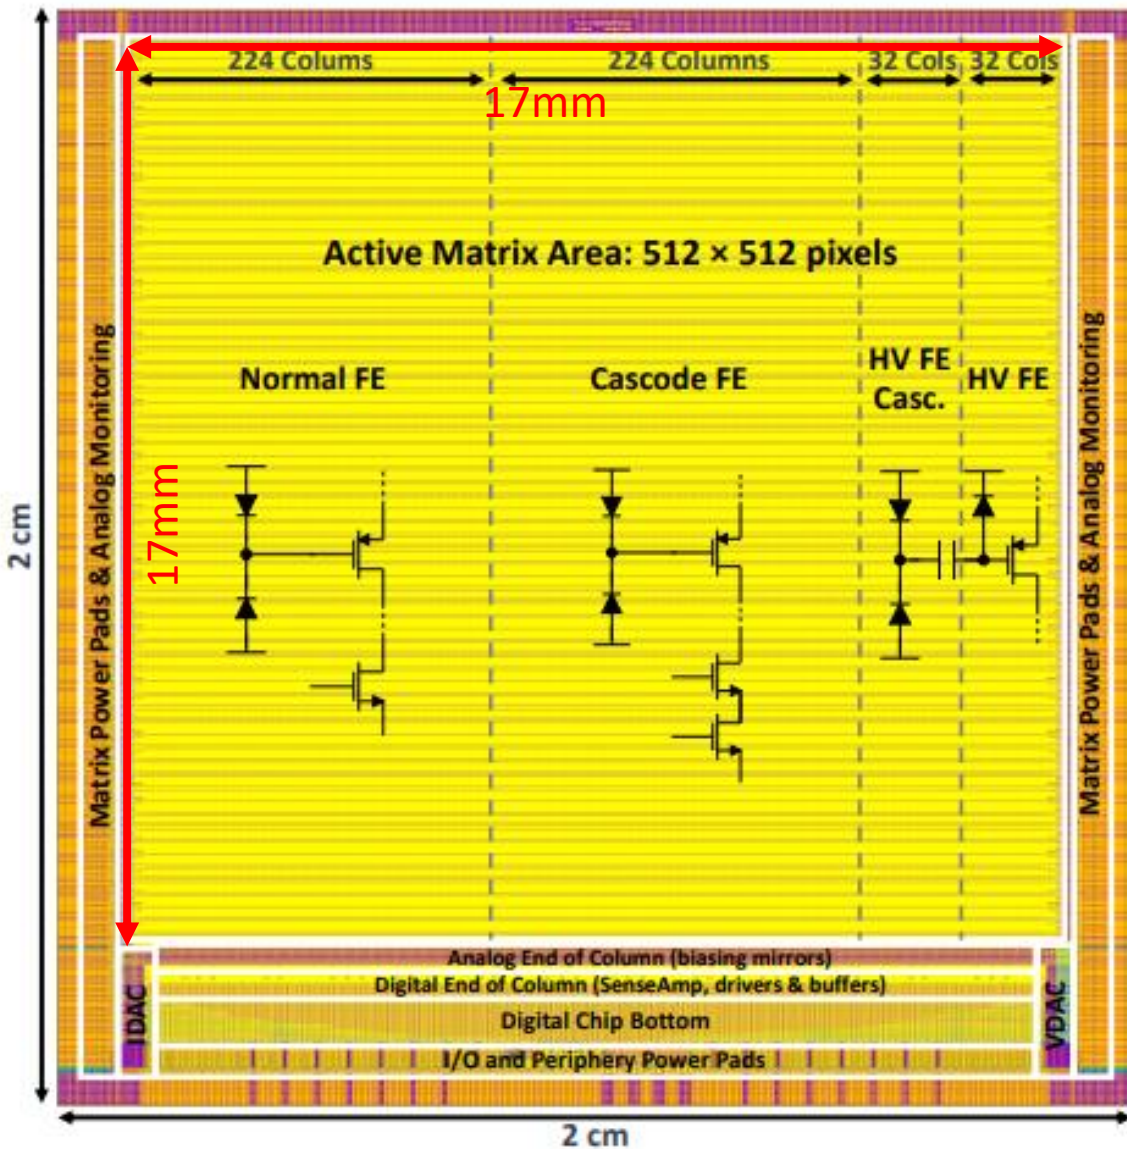 224 Colums
224 Columns
32 Cols
32 Cols
17mm
Active Matrix Area: 512 × 512 pixels
Normal FE
Cascode FE
HV FE
Casc.
HV FE
Matrix Power Pads & Analog Monitoring
17mm
2 cm
Matrix Power Pads & Analog Monitoring
Analog End of Column (biasing mirrors)
Digital End of Column (SenseAmp, drivers & buffers)
Digital Chip Bottom
I/O and Periphery Power Pads
IDAC
VDAC
2 cm